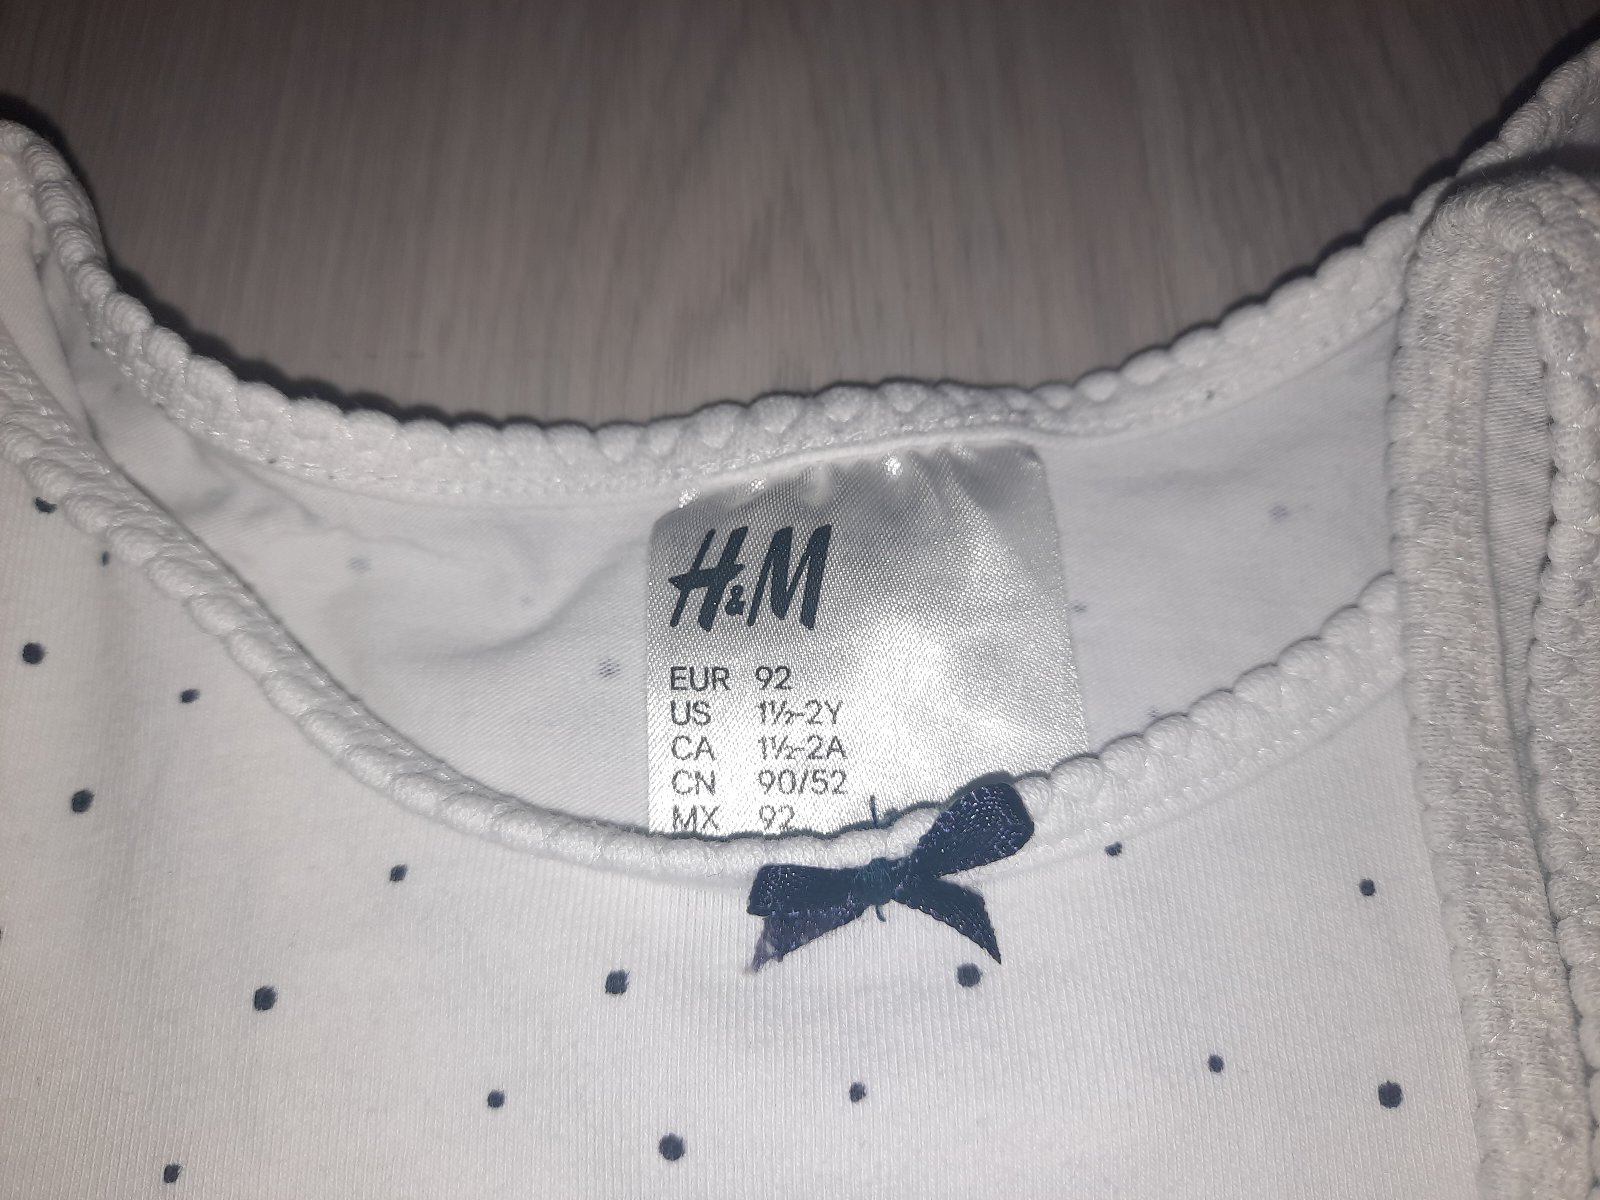 H&M
EUR 92
US 1½-2Y
CA 1½-2A
CN 90/52
MX 92